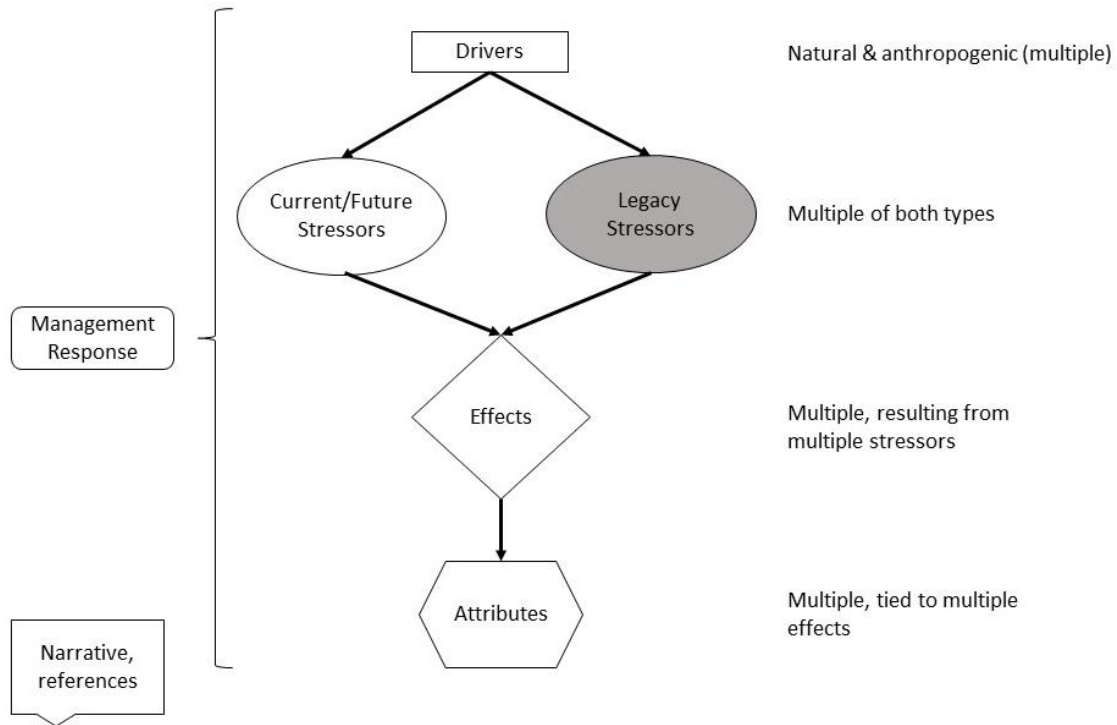 Drivers
Natural & anthropogenic (multiple)
Current/Future
Stressors
Legacy
Stressors
Multiple of both types
Management
Response
Effects
Multiple, resulting from
multiple stressors
Attributes
Multiple, tied to multiple
effects
Narrative,
references